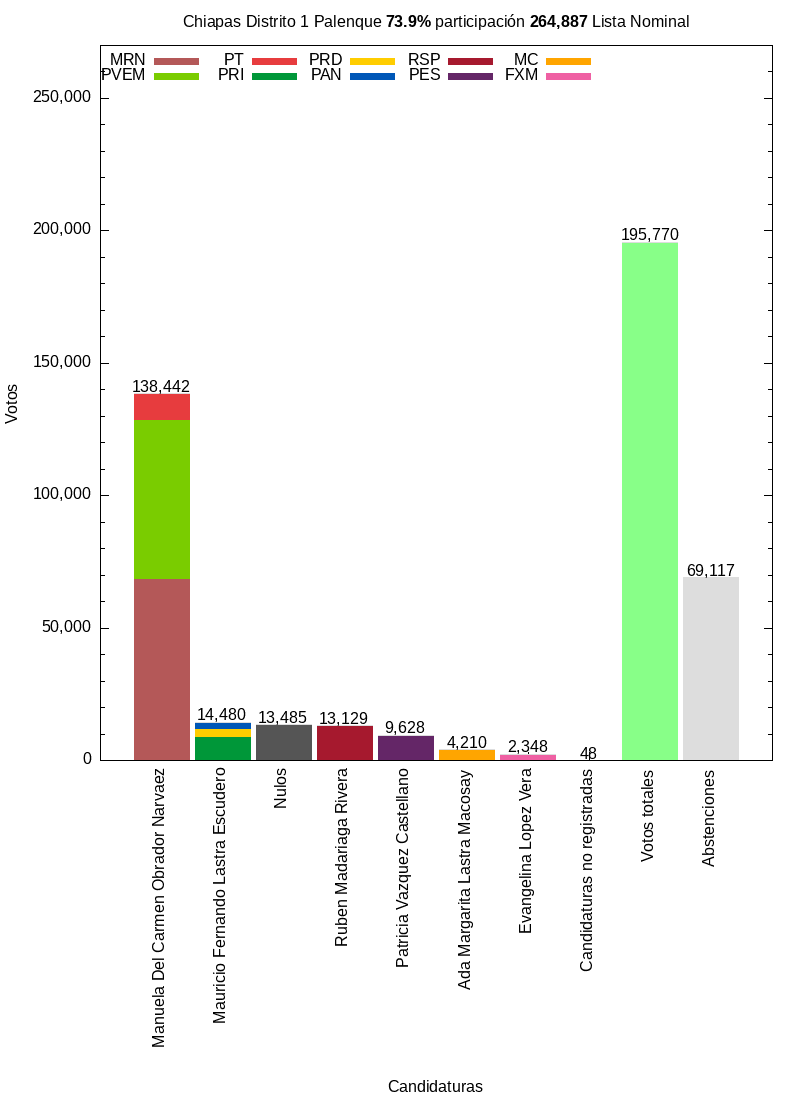 Chiapas Distrito 1 Palenque 73.9% participación 264,887 Lista Nominal
MRN PT PRD RSP MC
PVEM PRI PAN PES FXM
250,000
200,000
150,000
100,000
50,000
0
Votos
138,442
14,480
13,485
13,129
9,628
4,210
2,348
48
195,770
69,117
Manuela Del Carmen Obrador Narvaez
Mauricio Fernando Lastra Escudero
Nulos
Ruben Madariaga Rivera
Patricia Vazquez Castellano
Ada Margarita Lastra Macosay
Evangelina Lopez Vera
Candidaturas no registradas
Votos totales
Abstenciones
Candidaturas